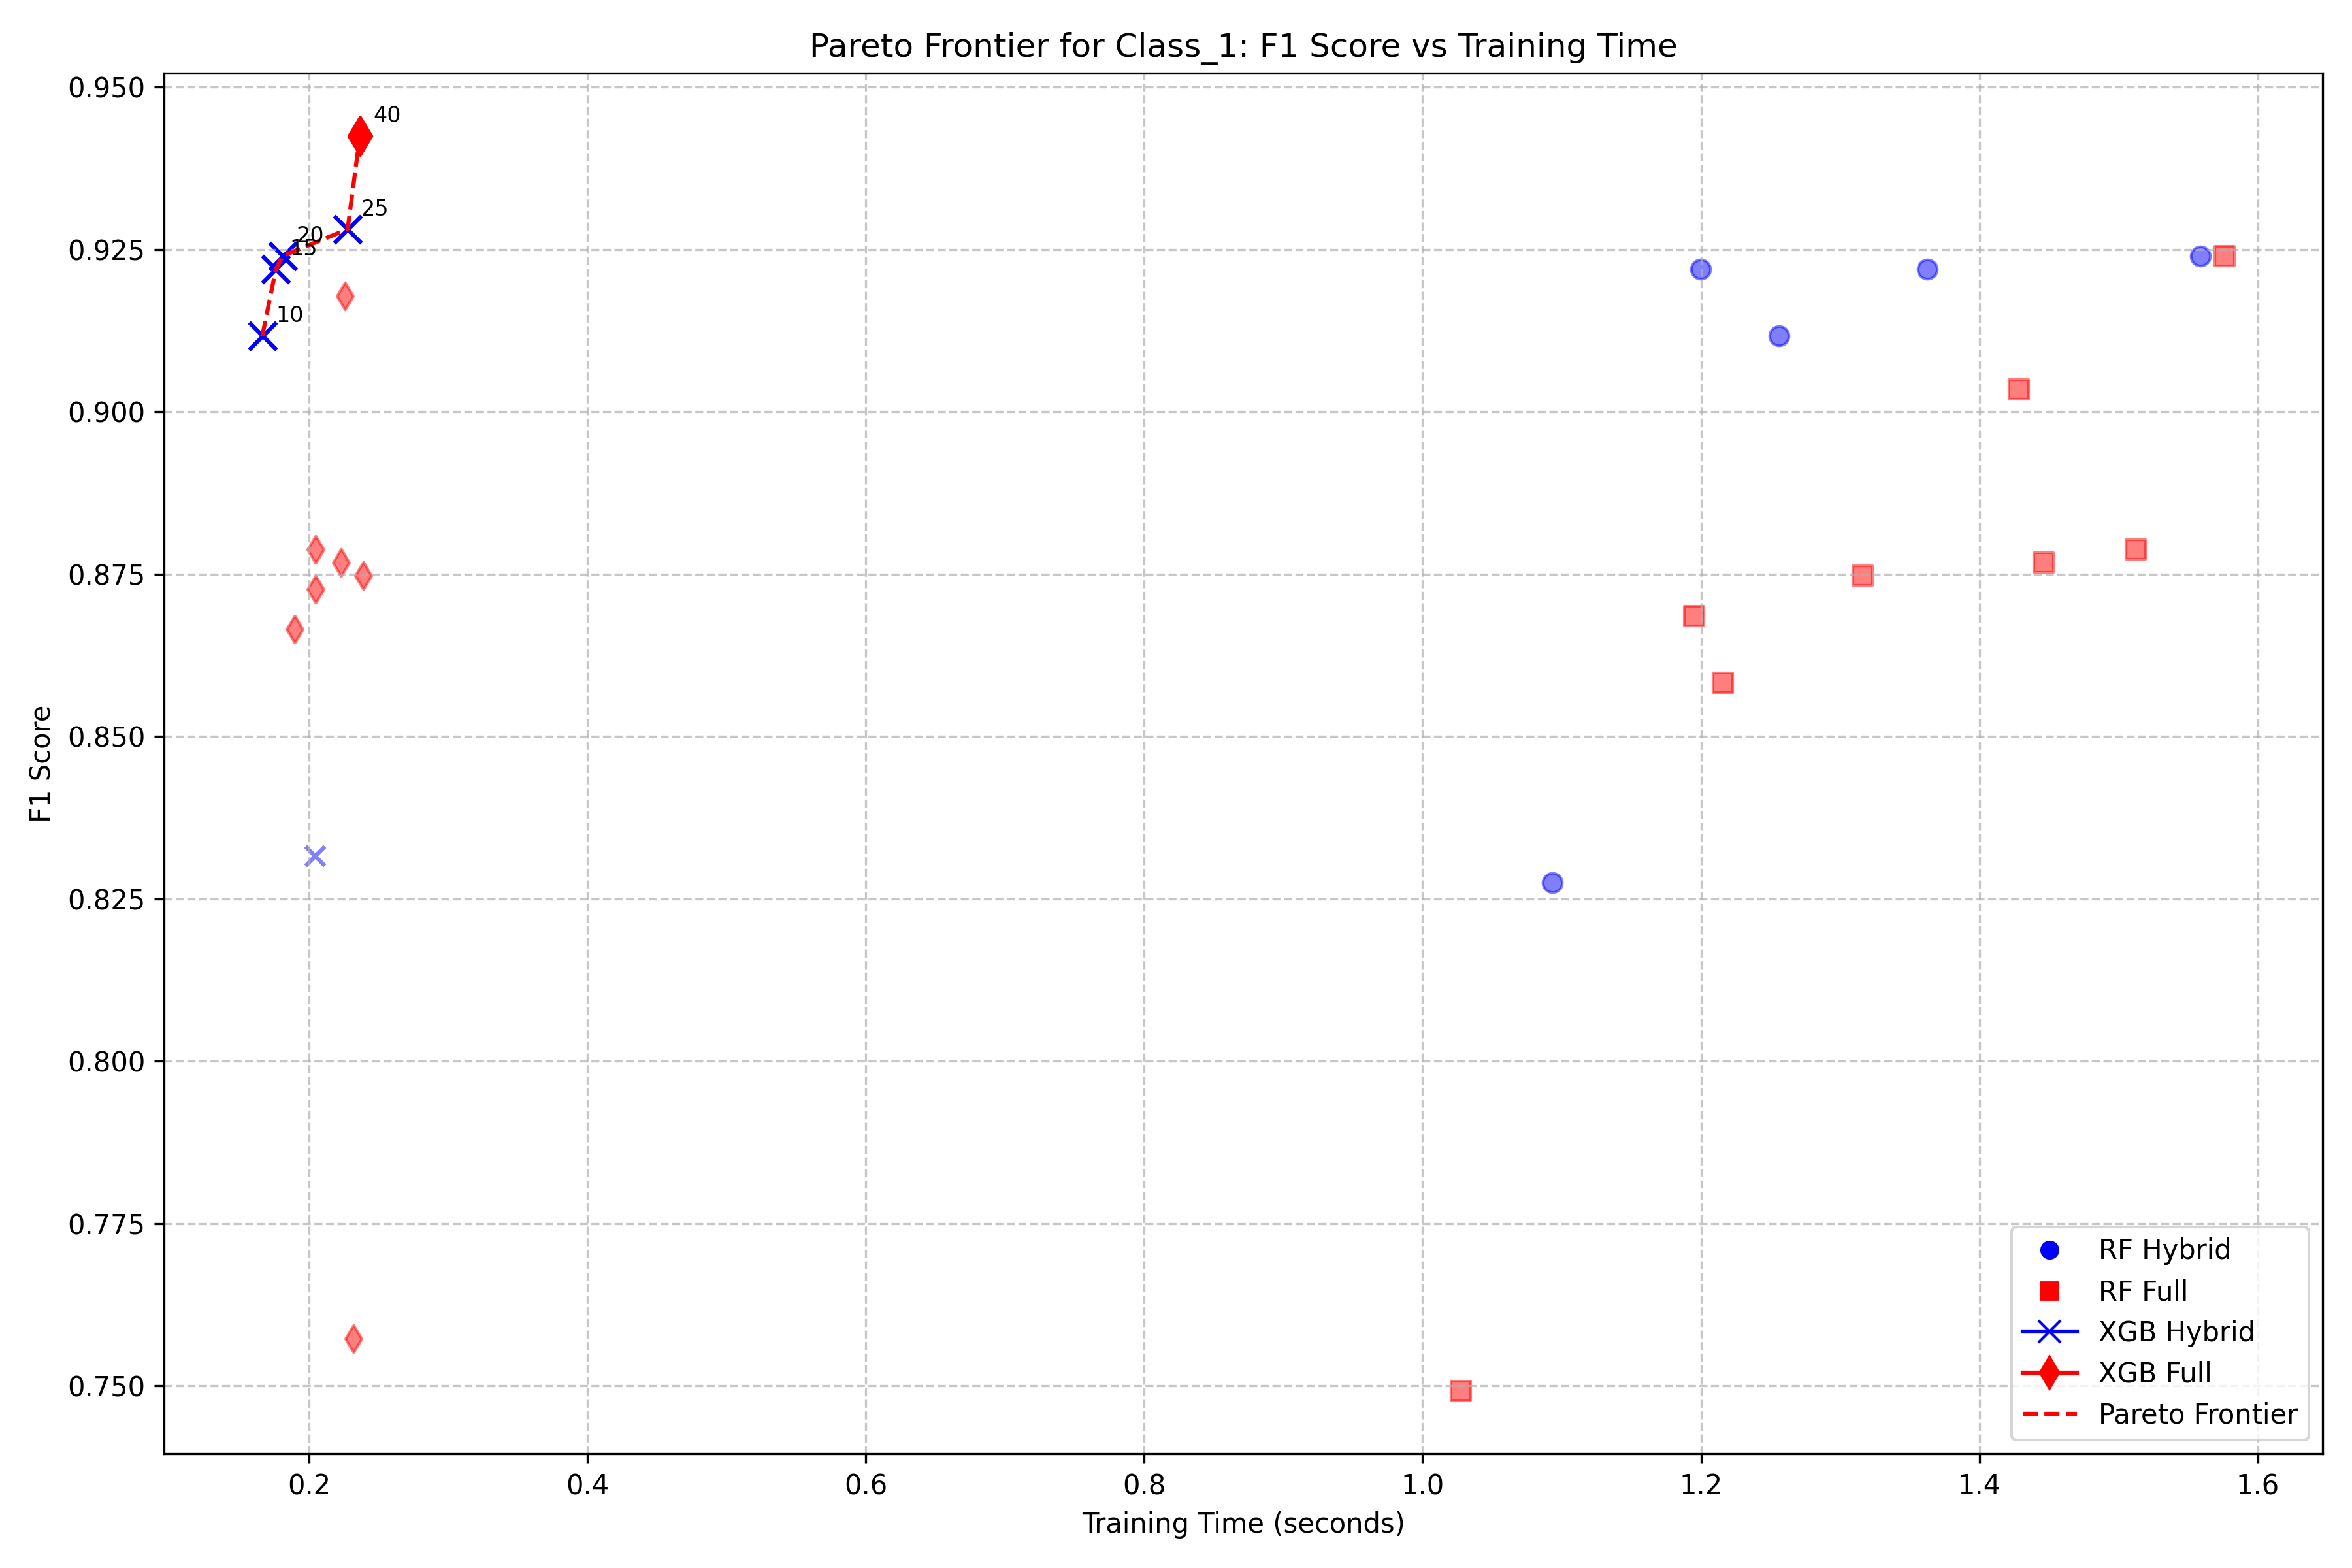 Pareto Frontier for Class_1: F1 Score vs Training Time
0.950
0.925
0.900
0.875
0.850
0.825
0.800
0.775
0.750
F1 Score
40
25
20
15
10
0.2
0.4
0.6
0.8
1.0
1.2
1.4
1.6
Training Time (seconds)
RF Hybrid
RF Full
XGB Hybrid
XGB Full
Pareto Frontier